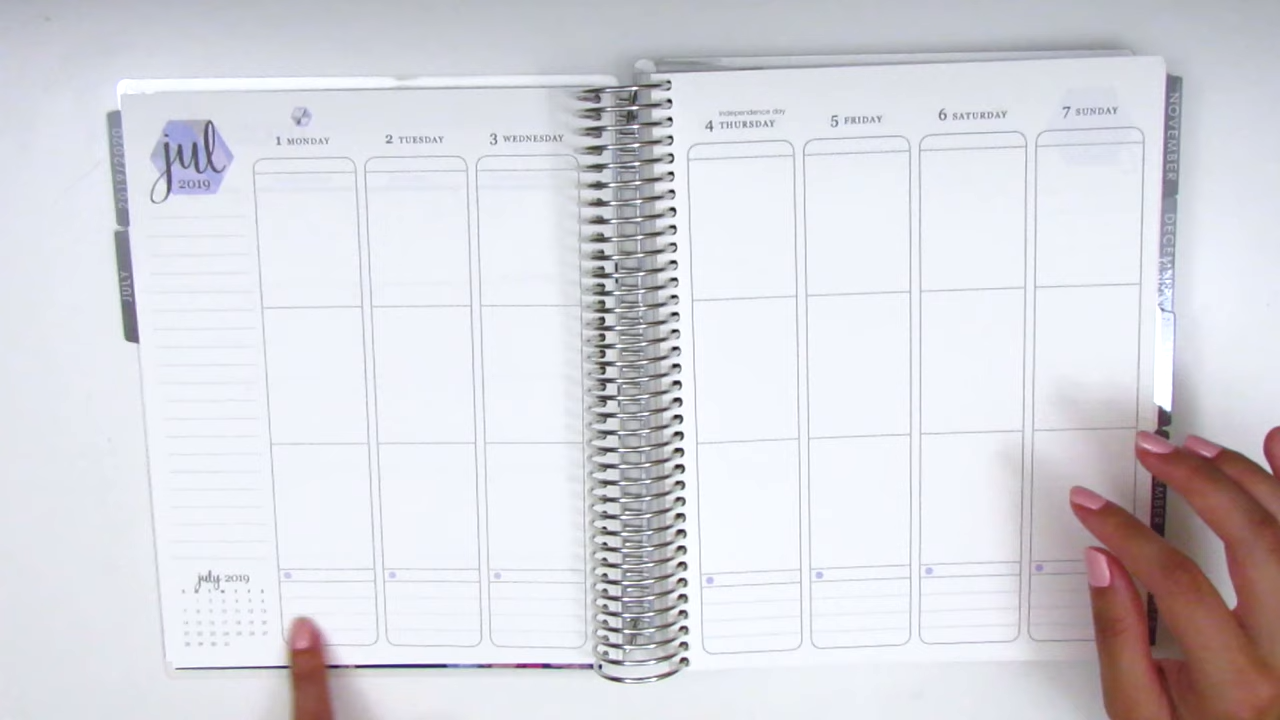 jul
2019
1 MONDAY
2 TUESDAY
3 WEDNESDAY
independence day
4 THURSDAY
5 FRIDAY
6 SATURDAY
7 SUNDAY
2019/2020
JULY
NOVEMBER
DECEMBER
july 2019